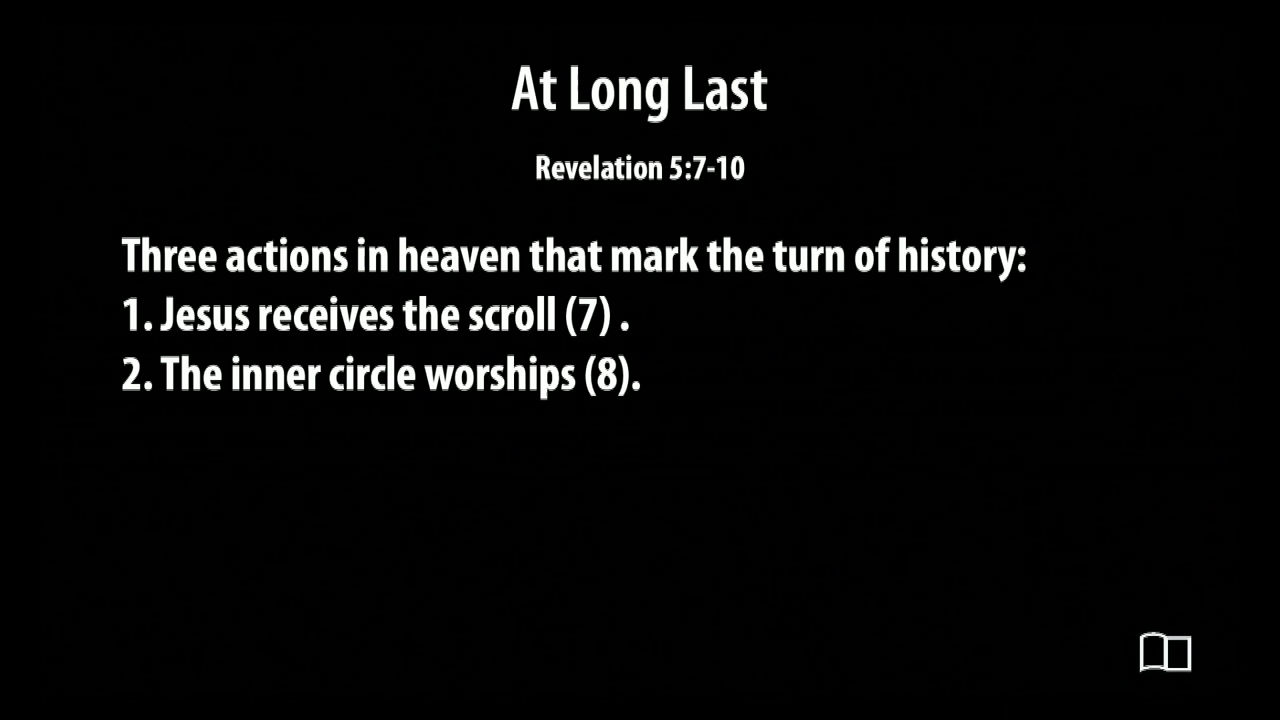 At Long Last
Revelation 5:7-10
Three actions in heaven that mark the turn of history:
1. Jesus receives the scroll (7) .
2. The inner circle worships (8).